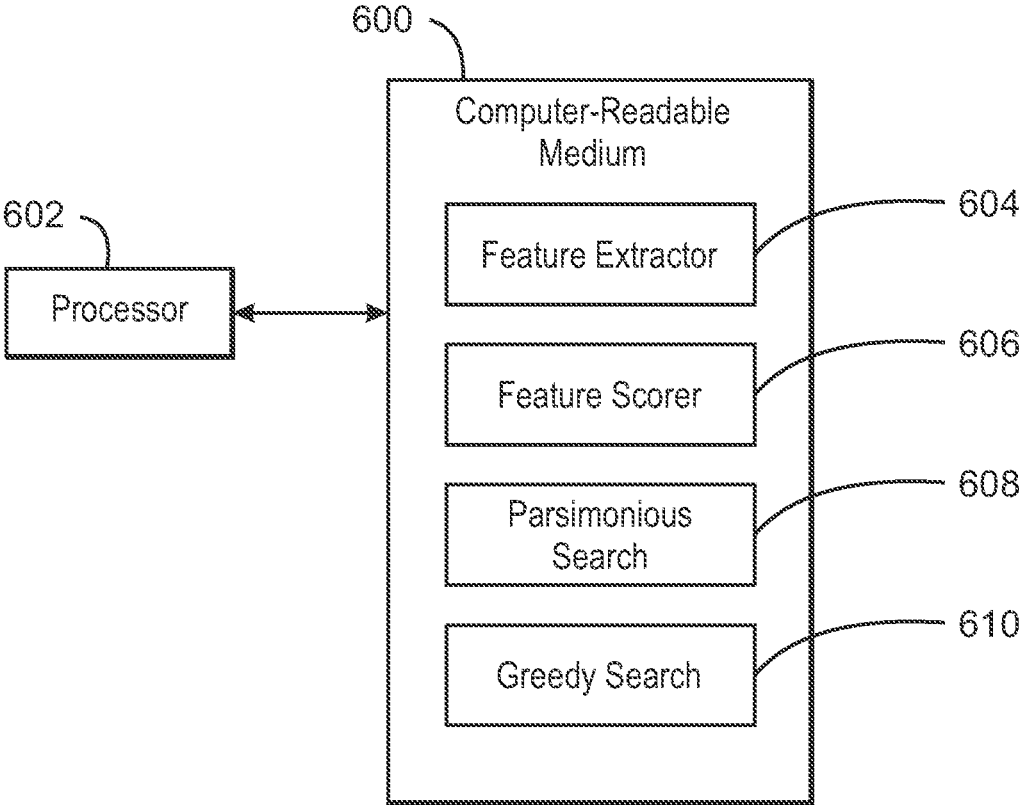 600
Computer-Readable
Medium
602
Processor
604
Feature Extractor
606
Feature Scorer
608
Parsimonious
Search
610
Greedy Search